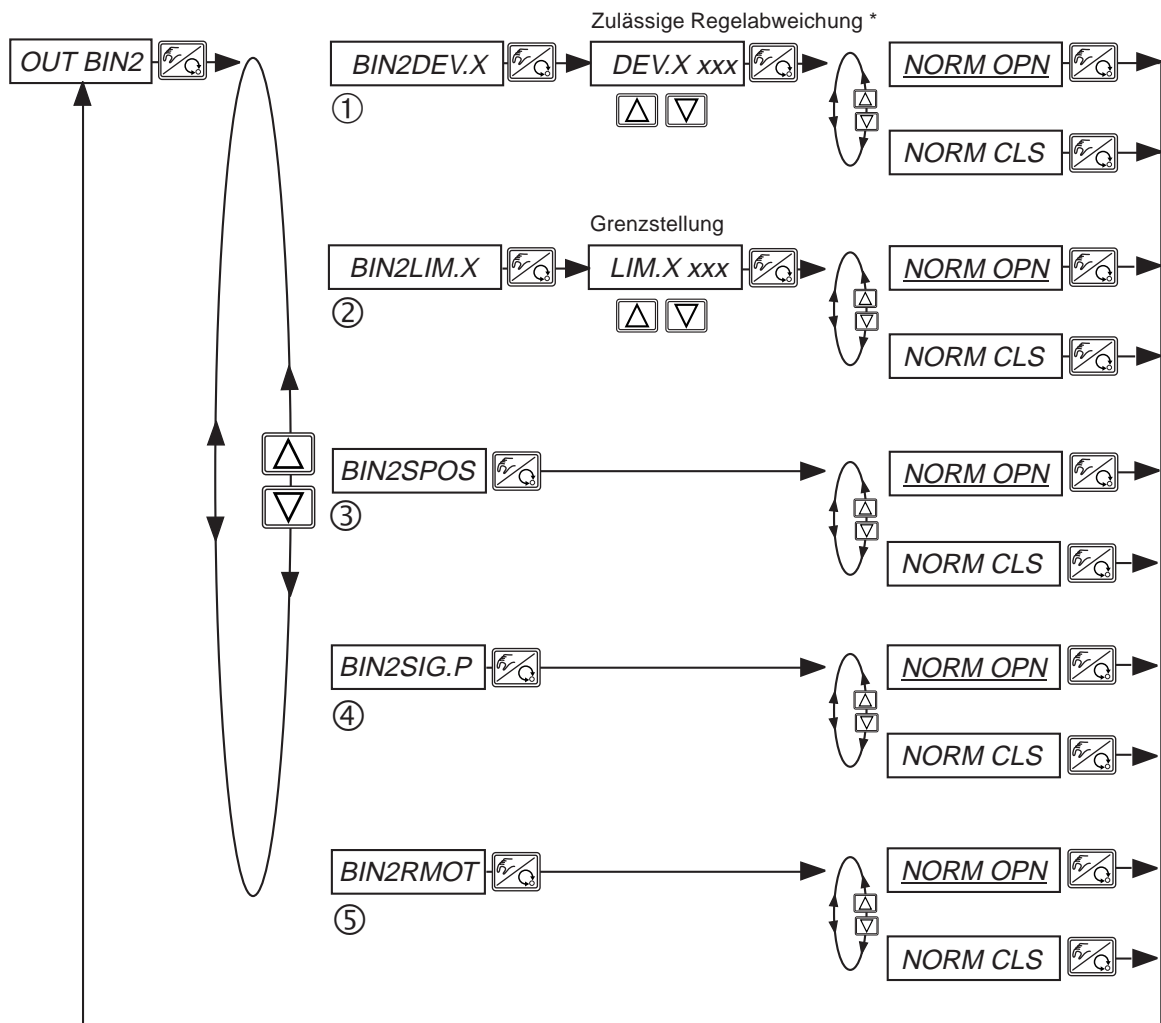 Zulässige Regelabweichung *
OUT BIN2
BIN2DEV.X
DEV.X xxx
NORM OPN
①
NORM CLS
Grenzstellung
BIN2LIM.X
LIM.X xxx
NORM OPN
②
NORM CLS
BIN2SPOS
NORM OPN
③
NORM CLS
BIN2SIG.P
NORM OPN
④
NORM CLS
BIN2RMOT
NORM OPN
⑤
NORM CLS